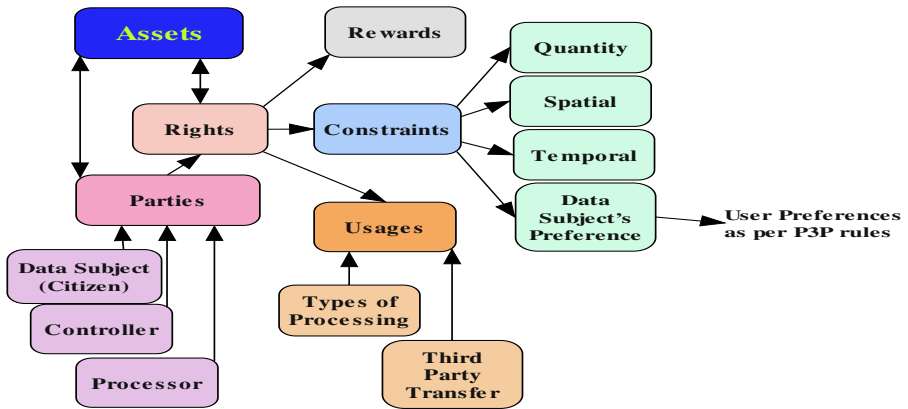 Assets
Rewards
Quantity
Spatial
Rights
Constraints
Temporal
Parties
Data
Subject's
Preference
User Preferences
as per P3P rules
Usages
Data Subject
(Citizen)
Types of
Processing
Controller
Third
Party
Transfer
Processor